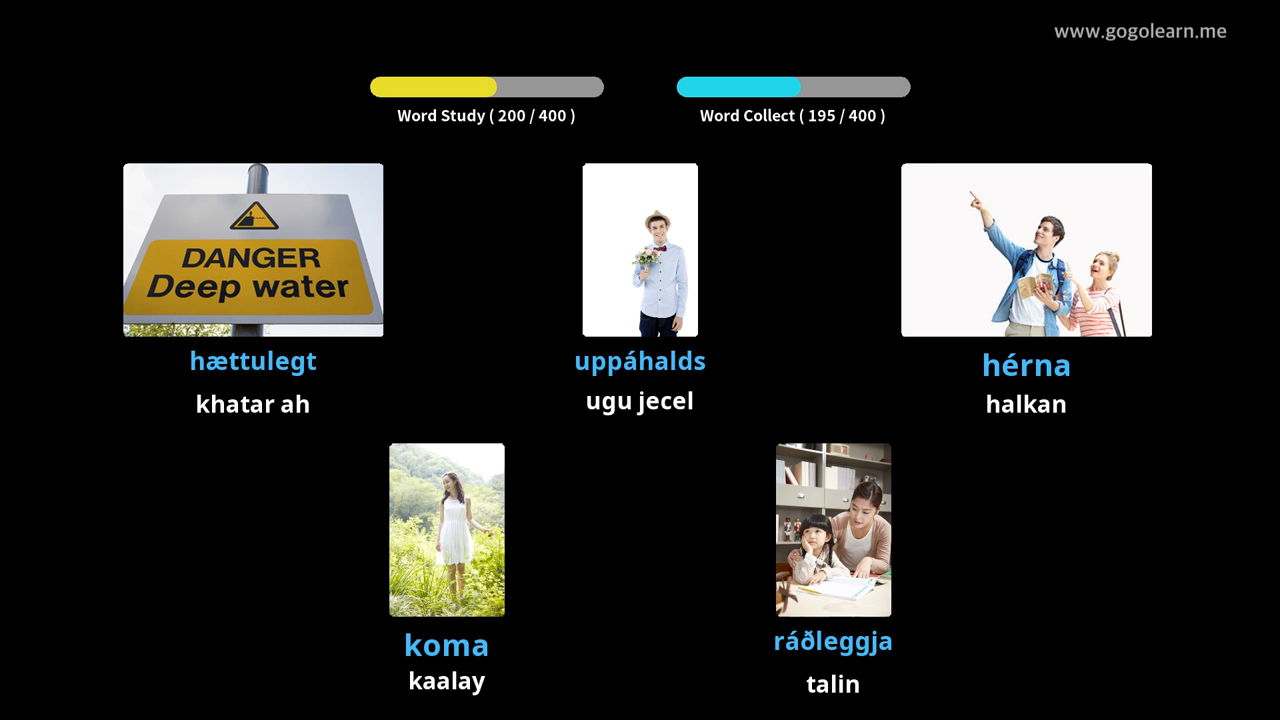 www.gogolearn.me
Word Study ( 200 / 400 )
Word Collect ( 195 / 400 )
DANGER
Deep water
hættulegt
khatar ah
uppáhalds
ugu jecel
hérna
halkan
koma
kaalay
ráðleggja
talin